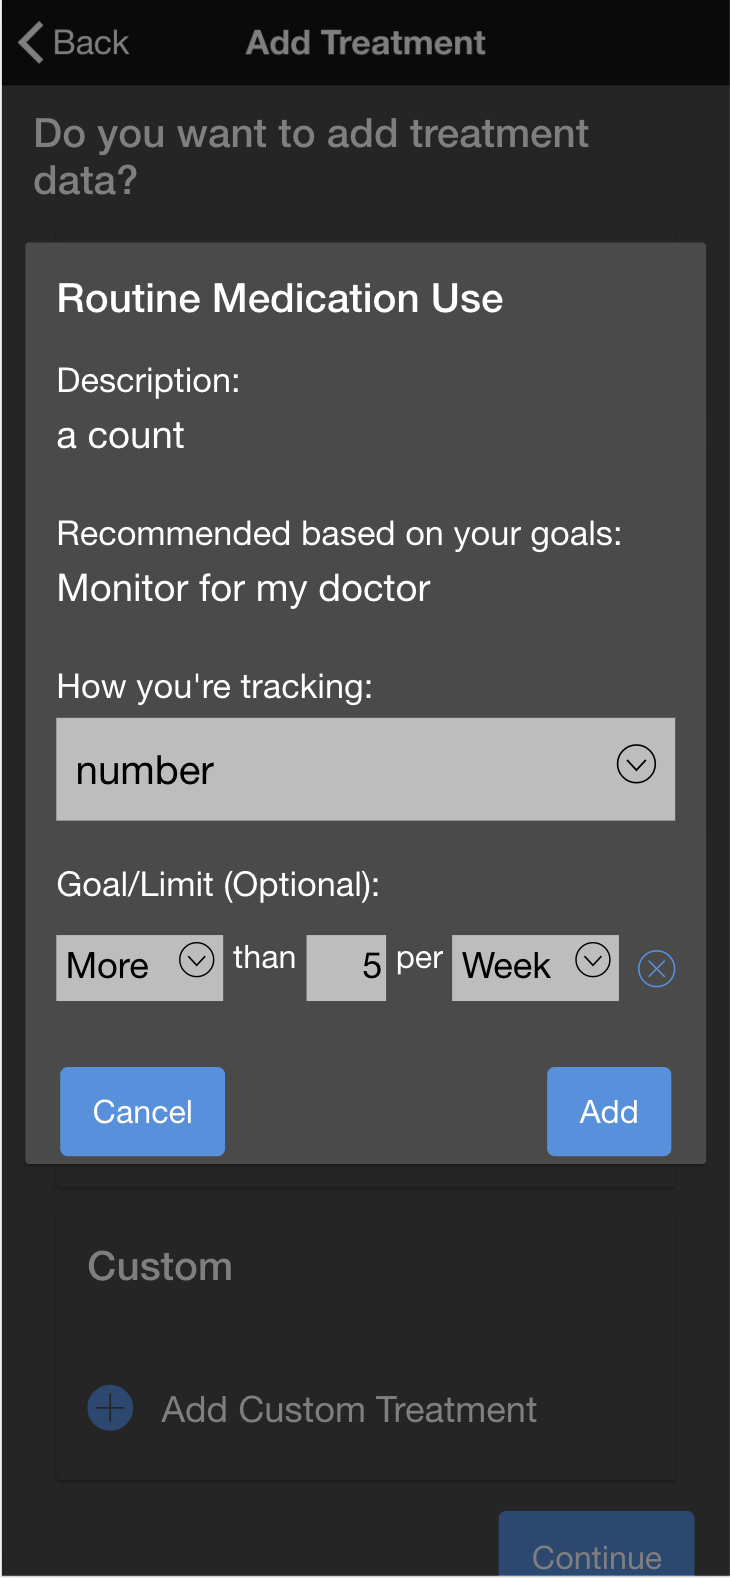 Back
Add Treatment
Do you want to add treatment
data?
Routine Medication Use
Description:
a count
Recommended based on your goals:
Monitor for my doctor
How you're tracking:
number
Goal/Limit (Optional):
More than 5 per Week
Cancel
Add
Custom
Add Custom Treatment
Continue